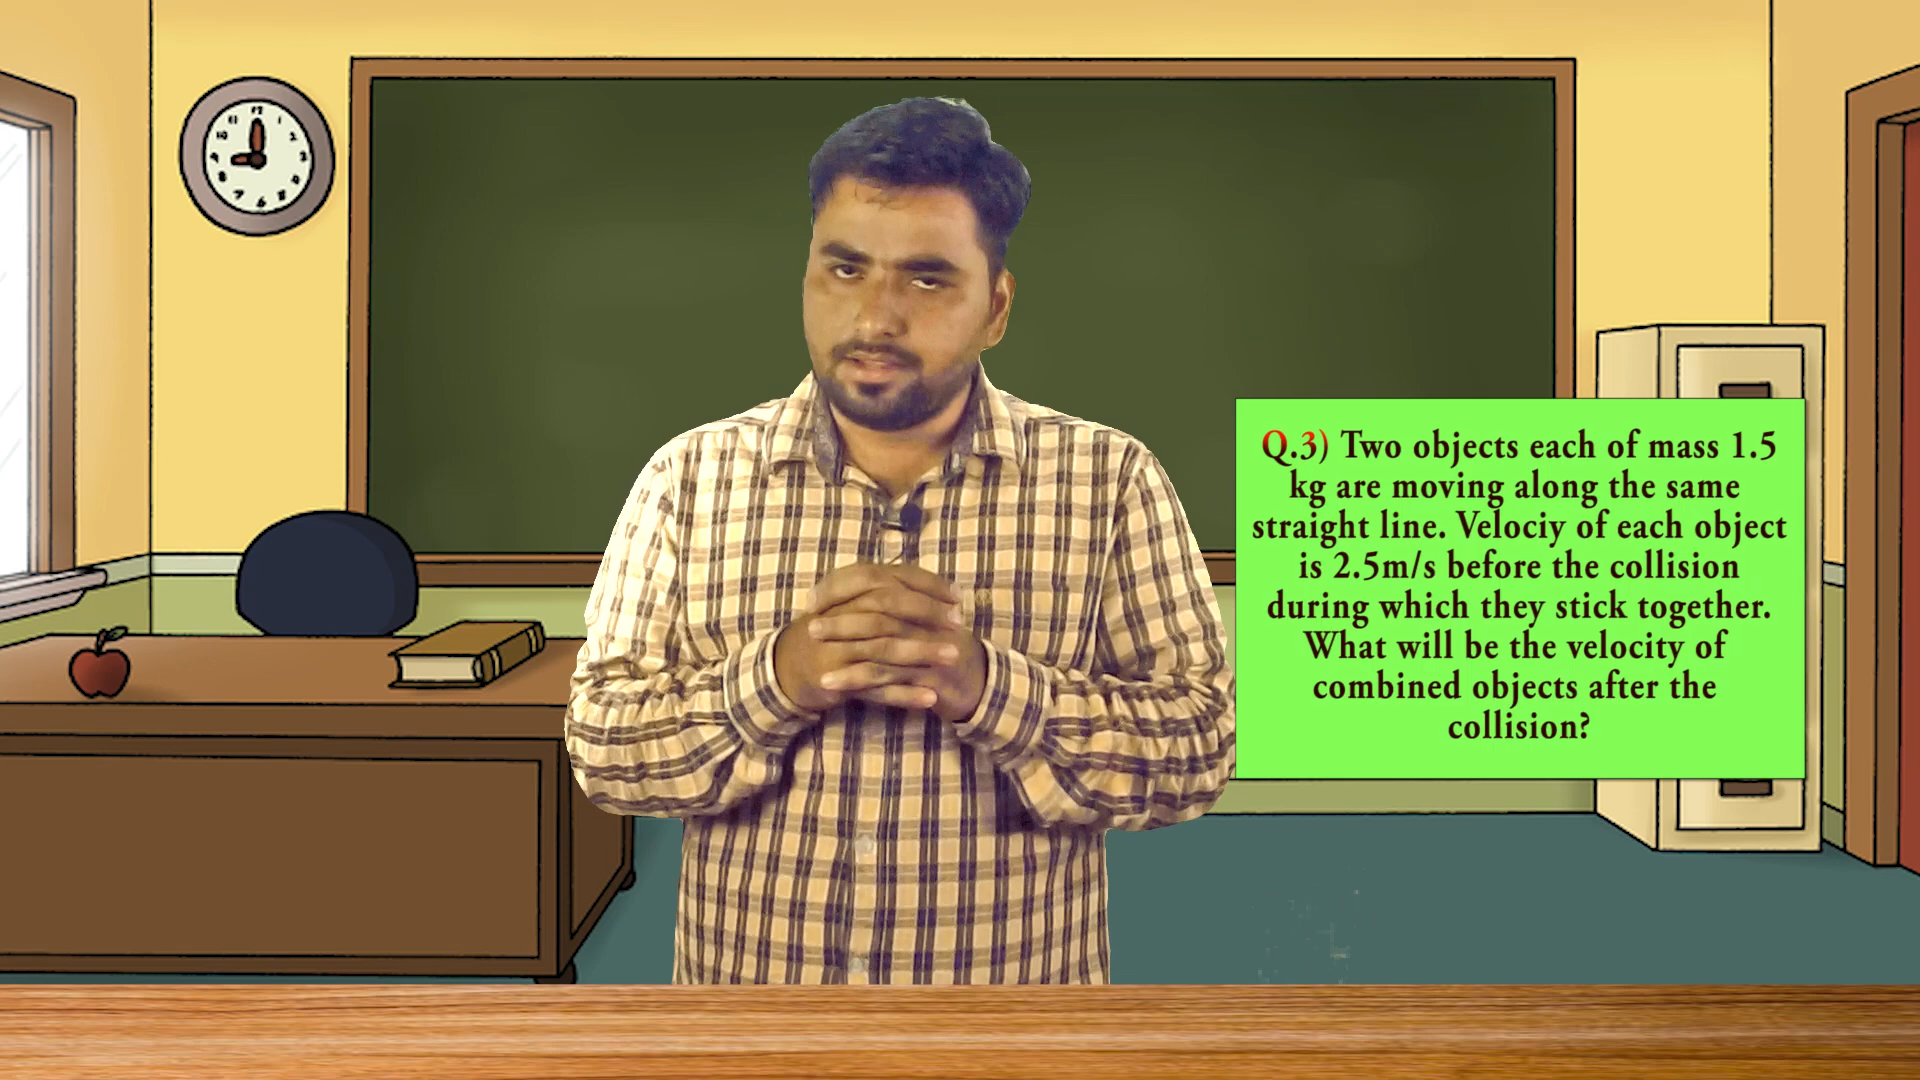 Q.3) Two objects each of mass 1.5
kg are moving along the same
straight line. Velociy of each object
is 2.5m/s before the collision
during which they stick together.
What will be the velocity of
combined objects after the
collision?